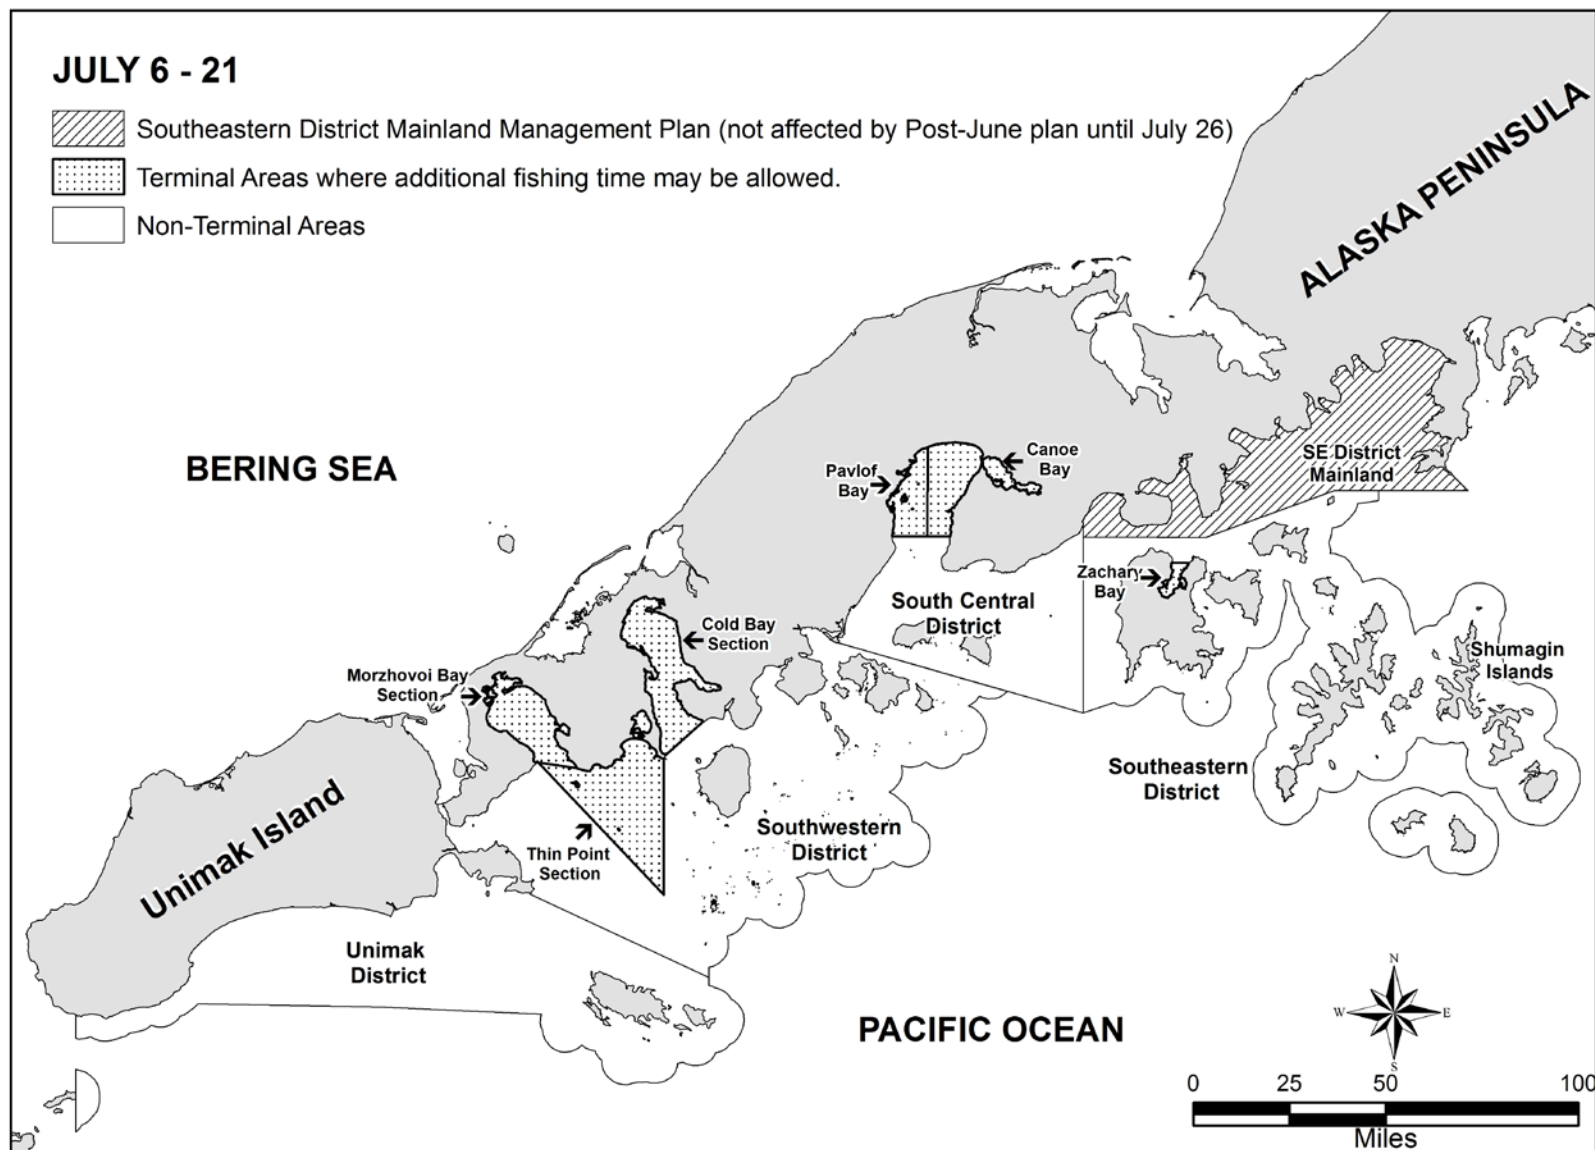 JULY 6 - 21
Southeastern District Mainland Management Plan (not affected by Post-June plan until July 26)
Terminal Areas where additional fishing time may be allowed.
Non-Terminal Areas
ALASKA PENINSULA
BERING SEA
Pavlof
Bay
Canoe
Bay
SE District
Mainland
Zachary
Bay
South Central
District
Cold Bay
Section
Morzhovoi Bay
Section
Shumagin
Islands
Southeastern
District
Southwestern
District
Thin Point
Section
Unimak Island
Unimak
District
PACIFIC OCEAN
N
W
E
S
0 25 50 100
Miles